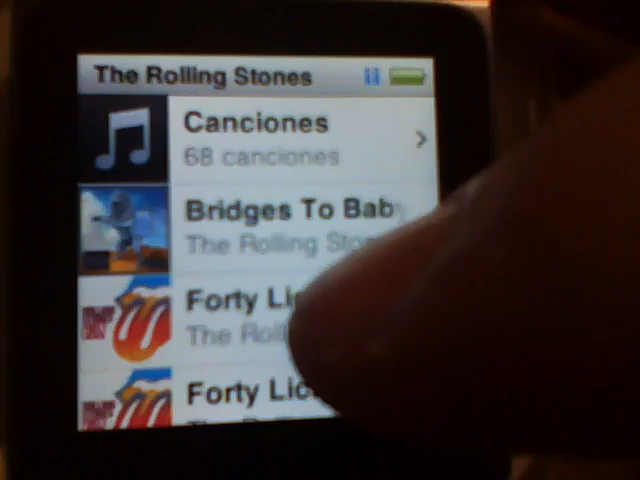 The Rolling Stones
Canciones
68 canciones
Bridges To Bab
The Rolling Sto
Forty Li
The Roll
Forty Lic